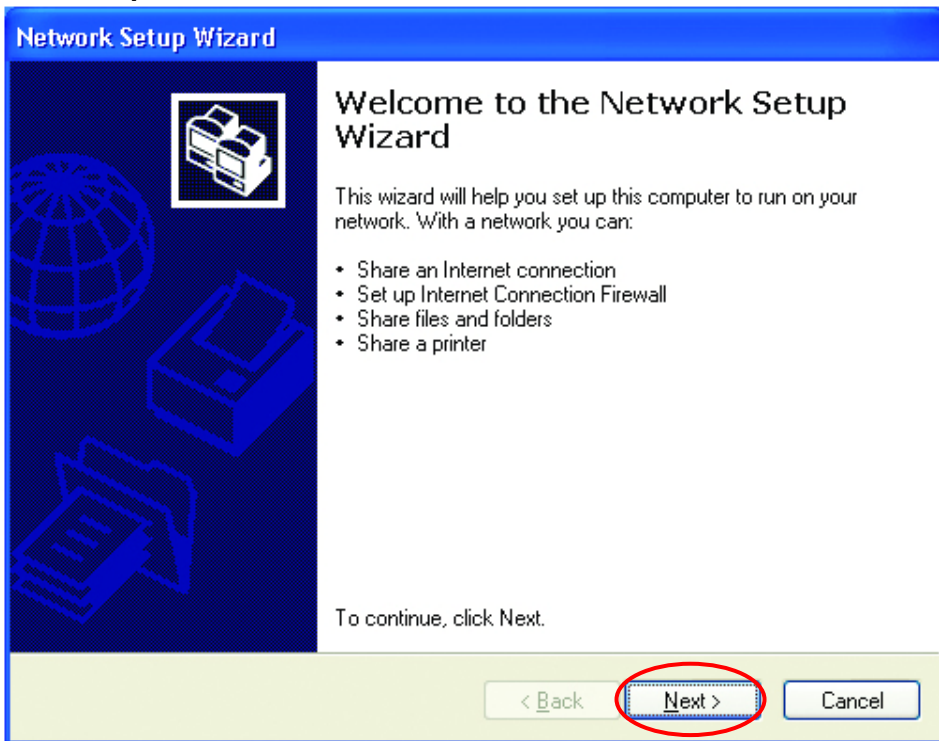 Network Setup Wizard
Welcome to the Network Setup
Wizard
This wizard will help you set up this computer to run on your
network. With a network you can:
• Share an Internet connection
• Set up Internet Connection Firewall
• Share files and folders
• Share a printer
To continue, click Next.
< Back Next > Cancel